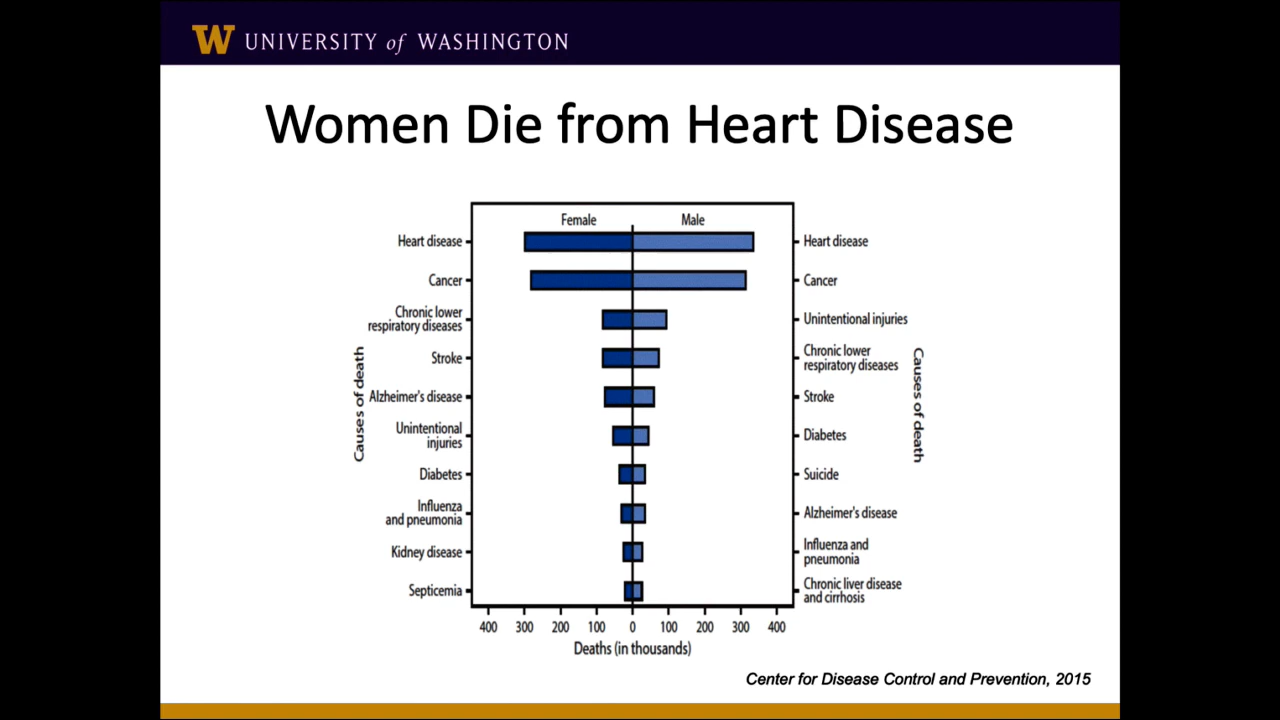 W UNIVERSITY of WASHINGTON
Women Die from Heart Disease
Female Male
Heart disease
Cancer
Chronic lower
respiratory diseases
Stroke
Alzheimer's disease
Unintentional
injuries
Diabetes
Influenza
and pneumonia
Kidney disease
Septicemia
Causes of death
Heart disease
Cancer
Unintentional injuries
Chronic lower
respiratory diseases
Stroke
Diabetes
Suicide
Alzheimer's disease
Influenza and
pneumonia
Chronic liver disease
and cirrhosis
Causes of death
400 300 200 100 0 100 200 300 400
Deaths (in thousands)
Center for Disease Control and Prevention, 2015